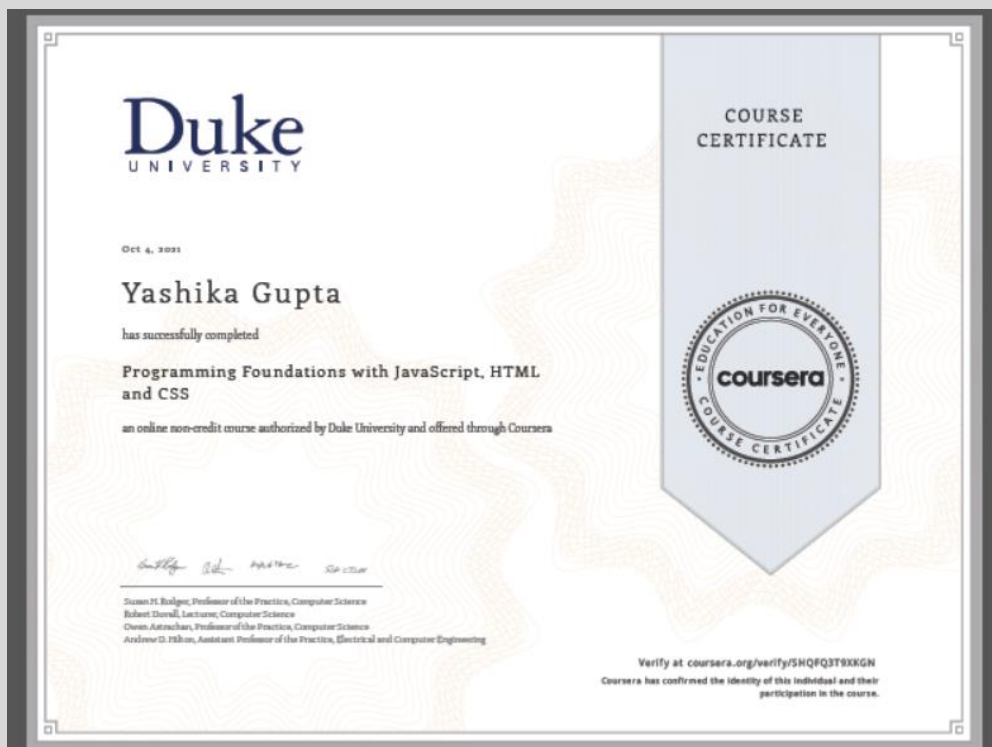 Duke
UNIVERSITY
COURSE
CERTIFICATE
Oct 4, 2021
Yashika Gupta
has successfully completed
Programming Foundations with JavaScript, HTML
and CSS
an online non-credit course authorized by Duke University and offered through Coursera
EDUCATION FOR EVERYONE
coursera
COURSE CERTIFICATE
Susan H. Rodger, Professor of the Practice, Computer Science
Robert Duvall, Lecturer, Computer Science
Owen Astrachan, Professor of the Practice, Computer Science
Andrew D. Hilton, Assistant Professor of the Practice, Electrical and Computer Engineering
Verify at coursera.org/verify/SHQFQ3T9XKGN
Coursera has confirmed the identity of this individual and their
participation in the course.